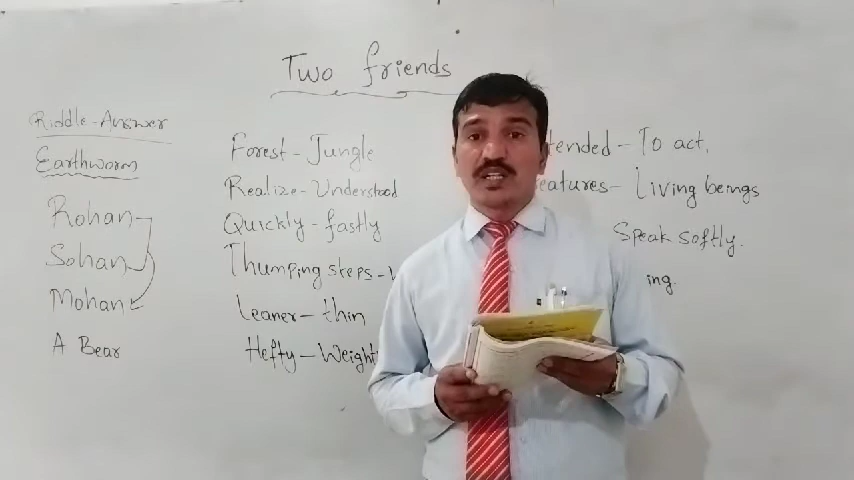 Two friends
Riddle-Answer
Earthworm
Rohan
Sohan
Mohan
A Bear
Forest - Jungle
Realize - Understood
Quickly - fastly
Thumping steps -
Leaner - thin
Hefty - Weight
tended - To act.
eatures - Living beings
Speak softly.
ing.